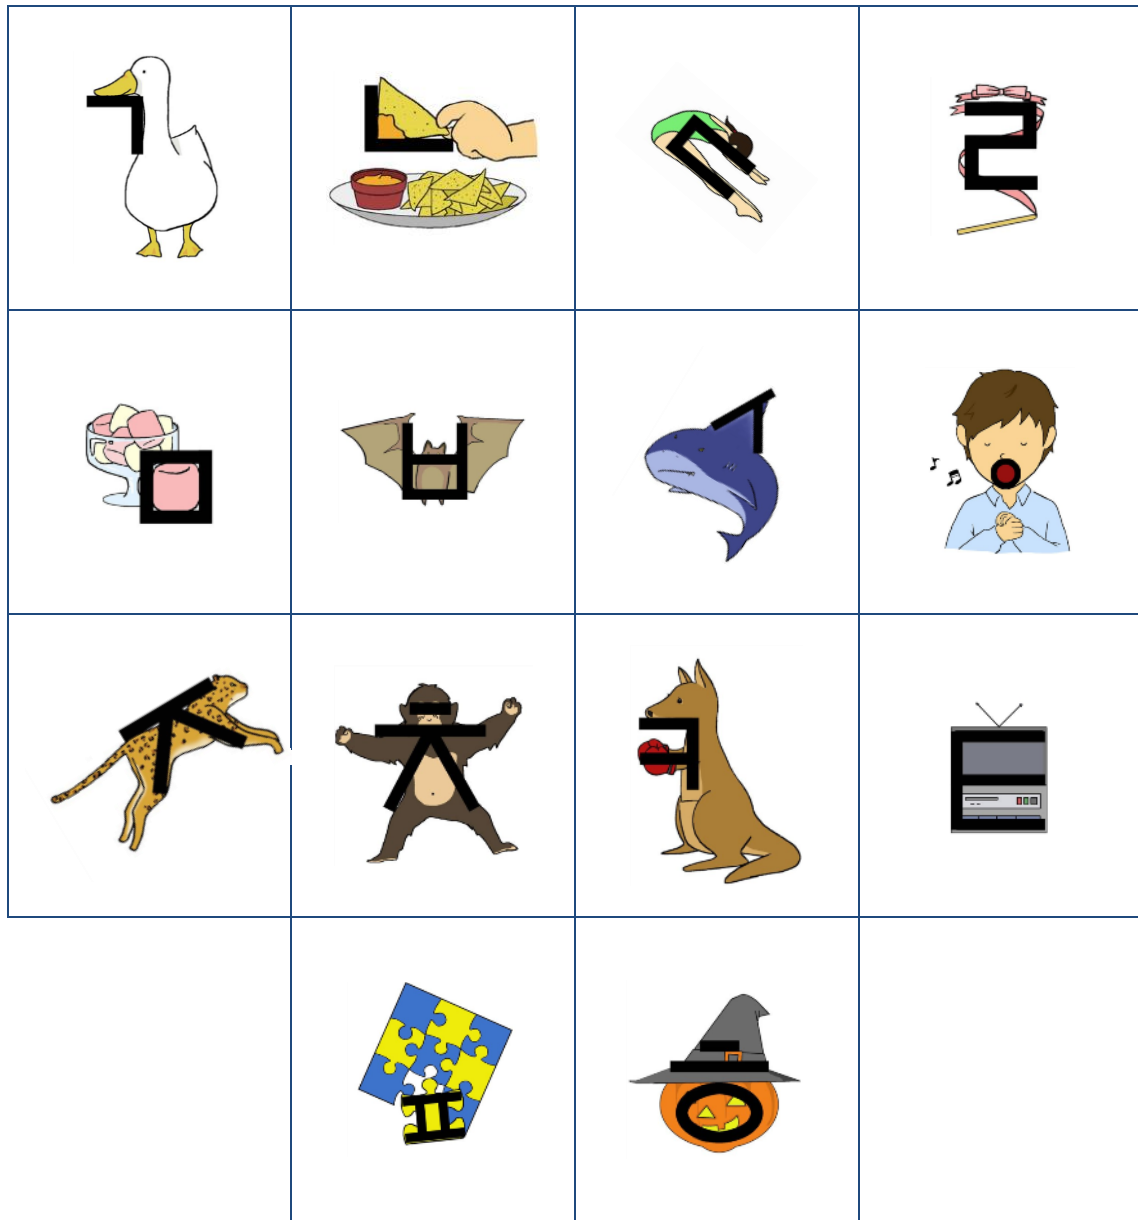 ㄱ ㄴ ㄷ ㄹ
ㅁ ㅂ ㅅ ㅇ
ㅈ ㅊ ㅋ ㅌ
ㅍ ㅎ